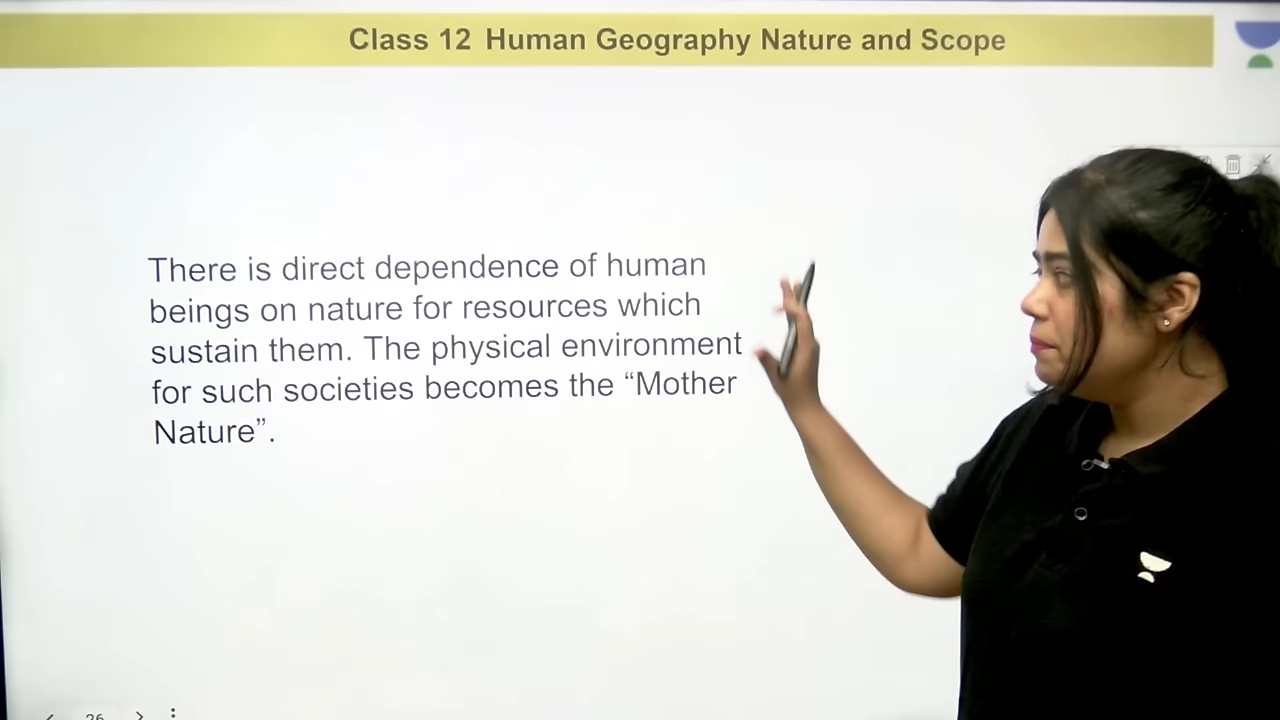 Class 12 Human Geography Nature and Scope
There is direct dependence of human
beings on nature for resources which
sustain them. The physical environment
for such societies becomes the “Mother
Nature”.
26